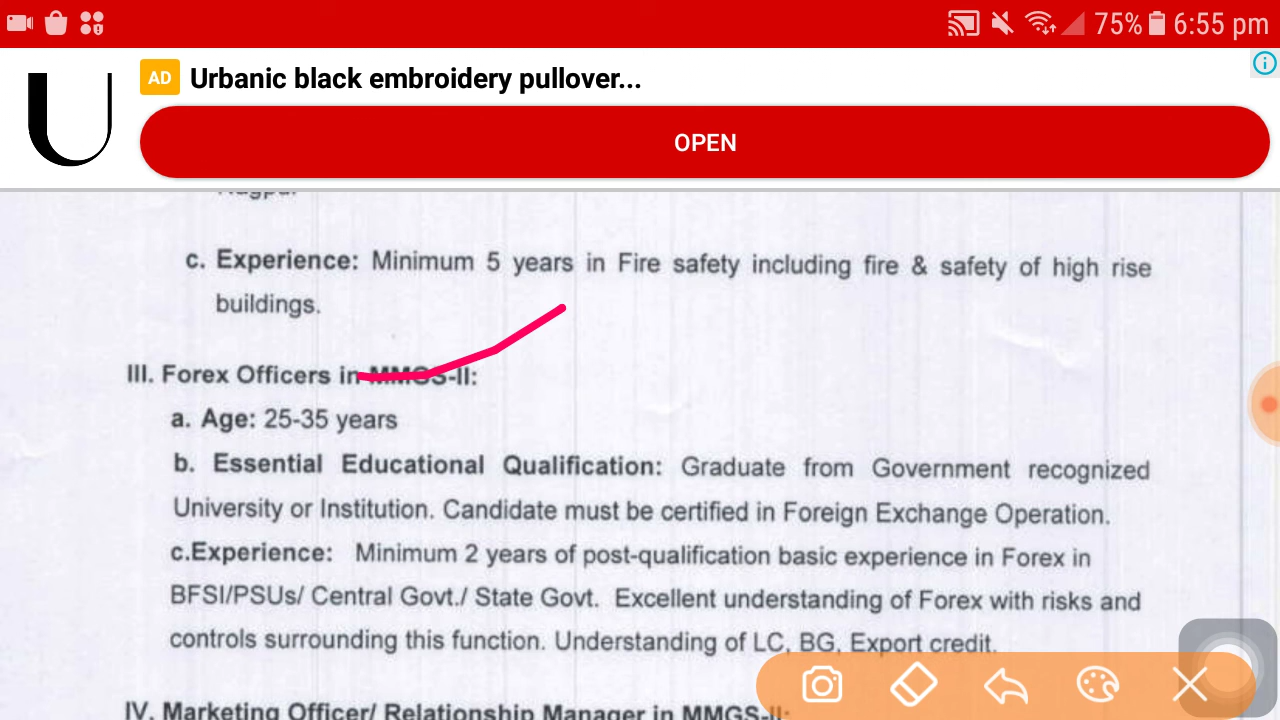 75% 6:55 pm
U
AD Urbanic black embroidery pullover...
OPEN
c. Experience: Minimum 5 years in Fire safety including fire & safety of high rise
buildings.
III. Forex Officers in MMGS-II:
a. Age: 25-35 years
b. Essential Educational Qualification: Graduate from Government recognized
University or Institution. Candidate must be certified in Foreign Exchange Operation.
c.Experience: Minimum 2 years of post-qualification basic experience in Forex in
BFSI/PSUs/ Central Govt./ State Govt. Excellent understanding of Forex with risks and
controls surrounding this function. Understanding of LC, BG, Export credit.
IV. Marketing Officer/ Relationship Manager in MMGS-II: